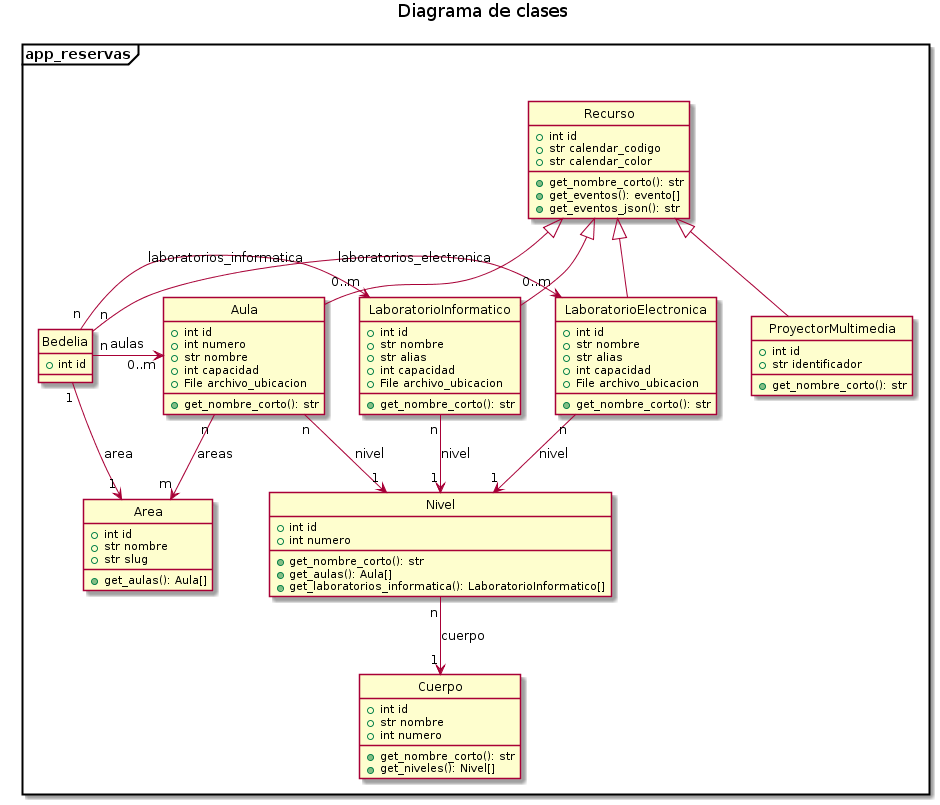 Diagrama de clases
app_reservas
Recurso
int id
str calendar_codigo
str calendar_color
get_nombre_corto(): str
get_eventos(): evento[]
get_eventos_json(): str
laboratorios_informatica
laboratorios_electronica
0..m
0..m
n
n
Bedelia
int id
n
aulas
0..m
Aula
int id
int numero
str nombre
int capacidad
File archivo_ubicacion
get_nombre_corto(): str
LaboratorioInformatico
int id
str nombre
str alias
int capacidad
File archivo_ubicacion
get_nombre_corto(): str
LaboratorioElectronica
int id
str nombre
str alias
int capacidad
File archivo_ubicacion
get_nombre_corto(): str
ProyectorMultimedia
int id
str identificador
get_nombre_corto(): str
1
area
1
n
areas
m
n
nivel
1
n
nivel
1
n
nivel
1
Area
int id
str nombre
str slug
get_aulas(): Aula[]
Nivel
int id
int numero
get_nombre_corto(): str
get_aulas(): Aula[]
get_laboratorios_informatica(): LaboratorioInformatico[]
n
cuerpo
1
Cuerpo
int id
str nombre
int numero
get_nombre_corto(): str
get_niveles(): Nivel[]